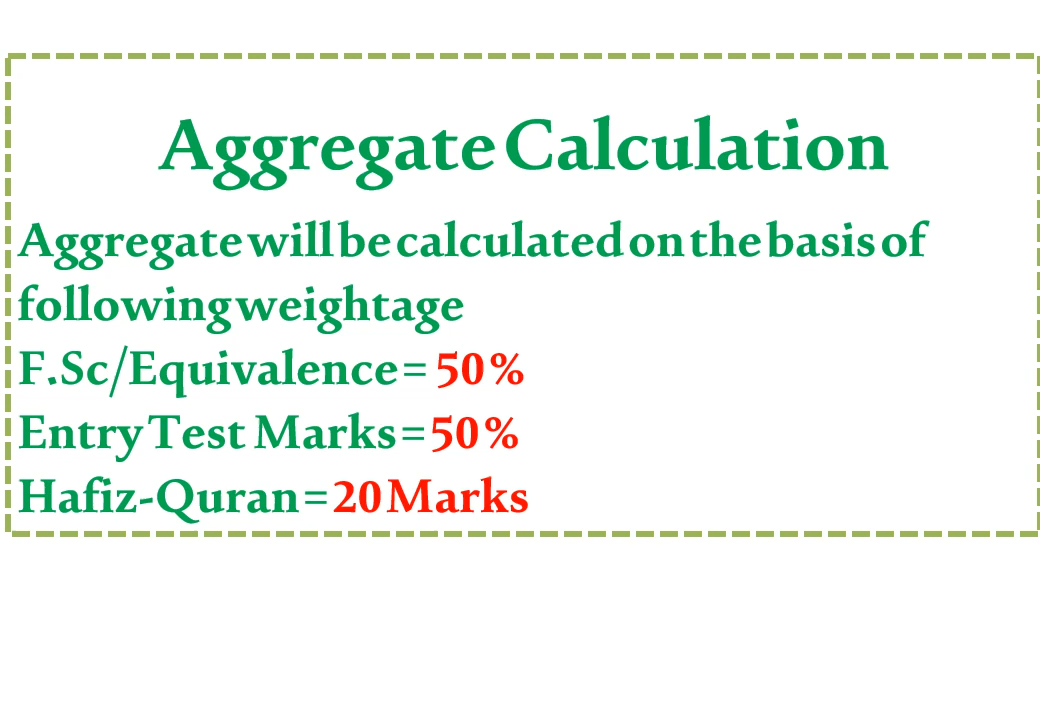 Aggregate Calculation
Aggregate will be calculated on the basis of
following weightage
F.Sc/Equivalence = 50%
Entry Test Marks = 50%
Hafiz-Quran = 20 Marks